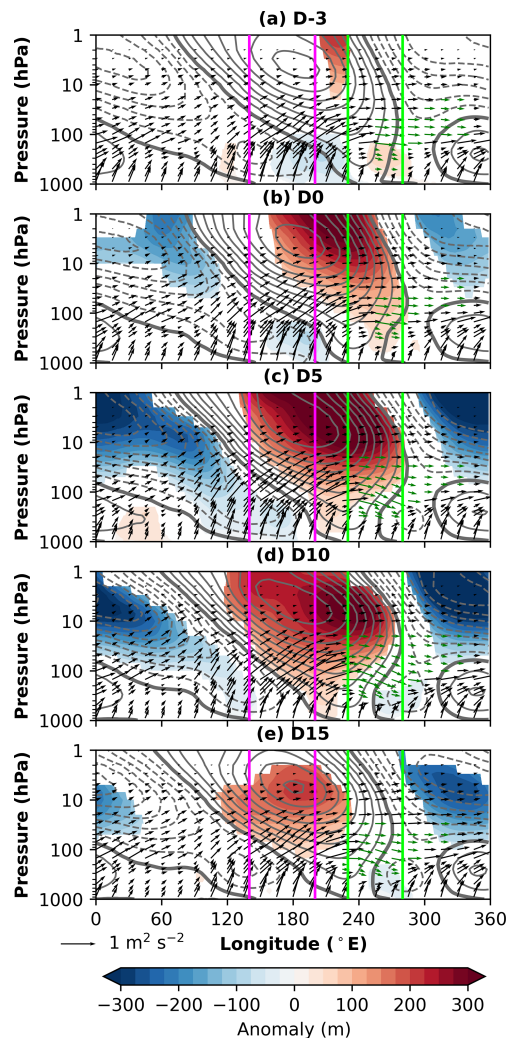 (a) D-3
1
10
100
1000
Pressure (hPa)
(b) D0
1
10
100
1000
Pressure (hPa)
(c) D5
1
10
100
1000
Pressure (hPa)
(d) D10
1
10
100
1000
Pressure (hPa)
(e) D15
1
10
100
1000
Pressure (hPa)
0 60 120 180 240 300 360
1 m² s⁻² Longitude (°E)
−300 −200 −100 0 100 200 300
Anomaly (m)